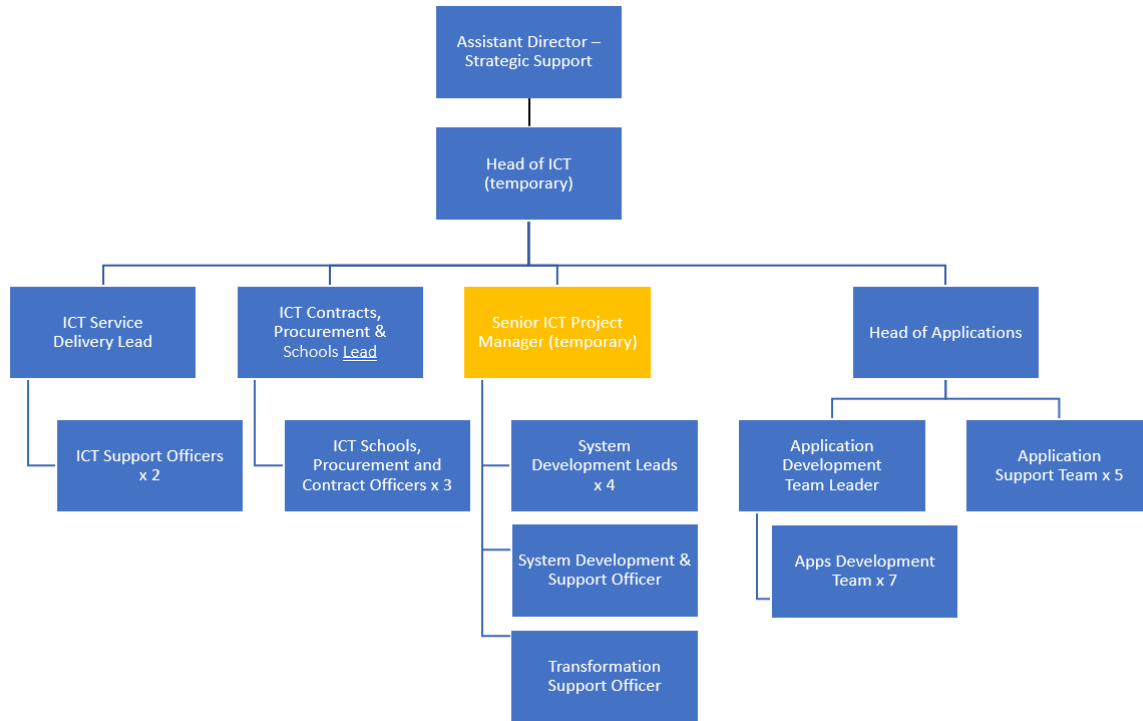 Assistant Director –
Strategic Support
Head of ICT
(temporary)
ICT Service
Delivery Lead
ICT Contracts,
Procurement &
Schools Lead
Senior ICT Project
Manager (temporary)
Head of Applications
ICT Support Officers
x 2
ICT Schools,
Procurement and
Contract Officers x 3
System
Development Leads
x 4
Application
Development
Team Leader
Application
Support Team x 5
System Development &
Support Officer
Apps Development
Team x 7
Transformation
Support Officer